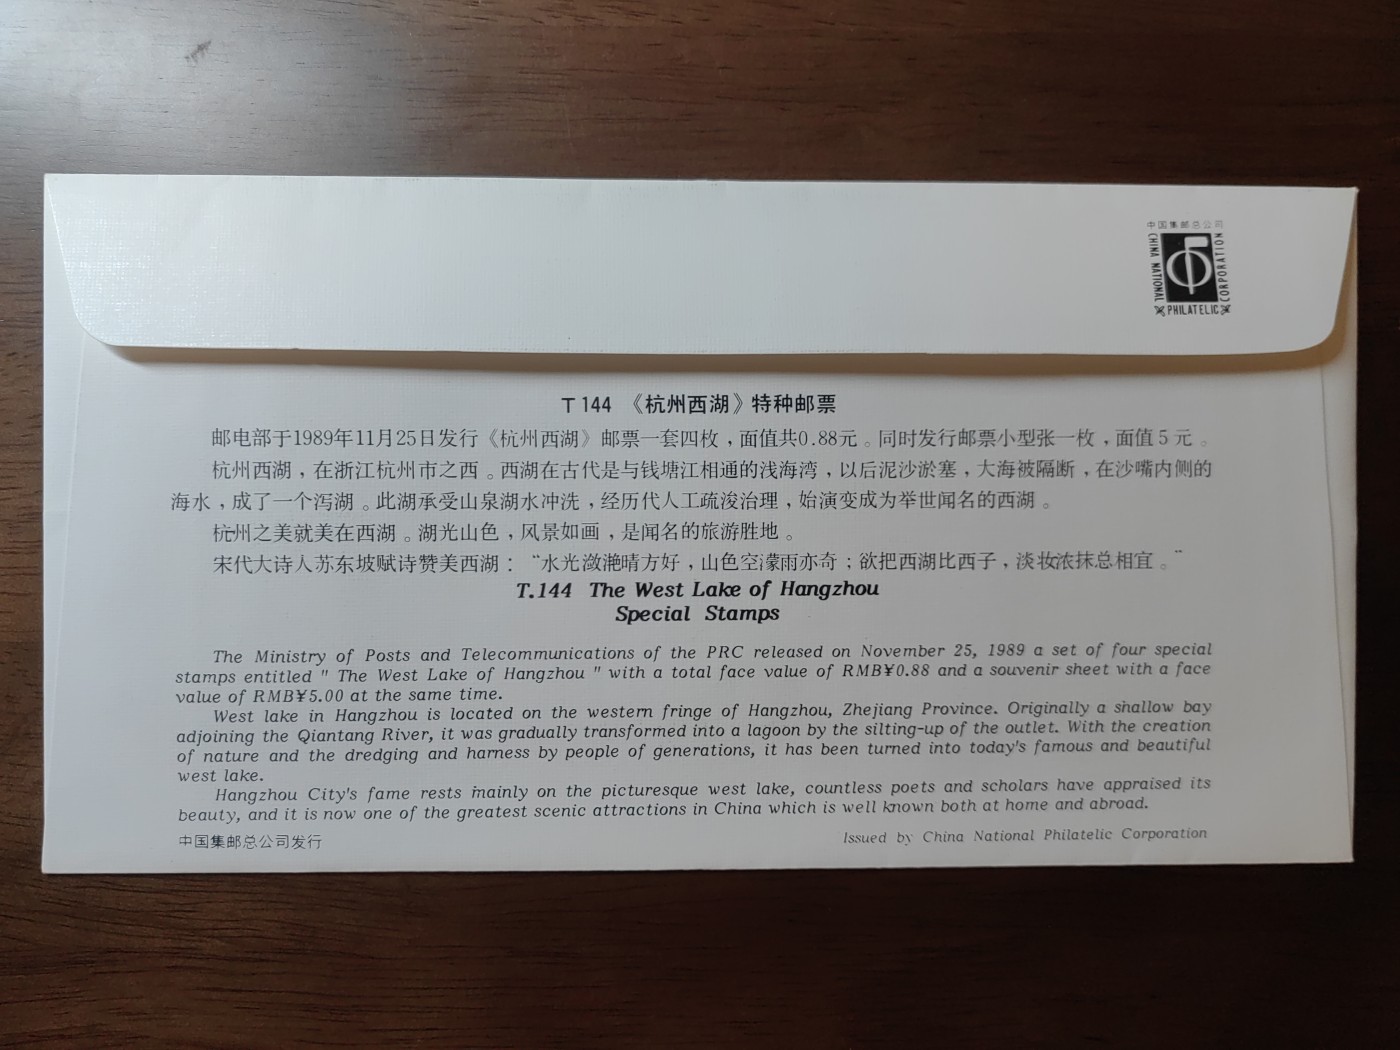 中国集邮总公司
CHINA NATIONAL
PHILATELIC
CORPORATION
T 144 《杭州西湖》特种邮票
邮电部于1989年11月25日发行《杭州西湖》邮票一套四枚，面值共0.88元。同时发行邮票小型张一枚，面值5元。
杭州西湖，在浙江杭州市之西。西湖在古代是与钱塘江相通的浅海湾，以后泥沙淤塞，大海被隔断，在沙嘴内侧的
海水，成了一个泻湖。此湖承受山泉湖水冲洗，经历代人工疏浚治理，始演变成为举世闻名的西湖。
杭州之美就美在西湖。湖光山色，风景如画，是闻名的旅游胜地。
宋代大诗人苏东坡赋诗赞美西湖：“水光潋滟晴方好，山色空濛雨亦奇；欲把西湖比西子，淡妆浓抹总相宜。”
T.144 The West Lake of Hangzhou
Special Stamps
The Ministry of Posts and Telecommunications of the PRC released on November 25, 1989 a set of four special
stamps entitled " The West Lake of Hangzhou " with a total face value of RMB¥0.88 and a souvenir sheet with a face
value of RMB¥5.00 at the same time.
West lake in Hangzhou is located on the western fringe of Hangzhou, Zhejiang Province. Originally a shallow bay
adjoining the Qiantang River, it was gradually transformed into a lagoon by the silting-up of the outlet. With the creation
of nature and the dredging and harness by people of generations, it has been turned into today's famous and beautiful
west lake.
Hangzhou City's fame rests mainly on the picturesque west lake, countless poets and scholars have appraised its
beauty, and it is now one of the greatest scenic attractions in China which is well known both at home and abroad.
中国集邮总公司发行
Issued by China National Philatelic Corporation